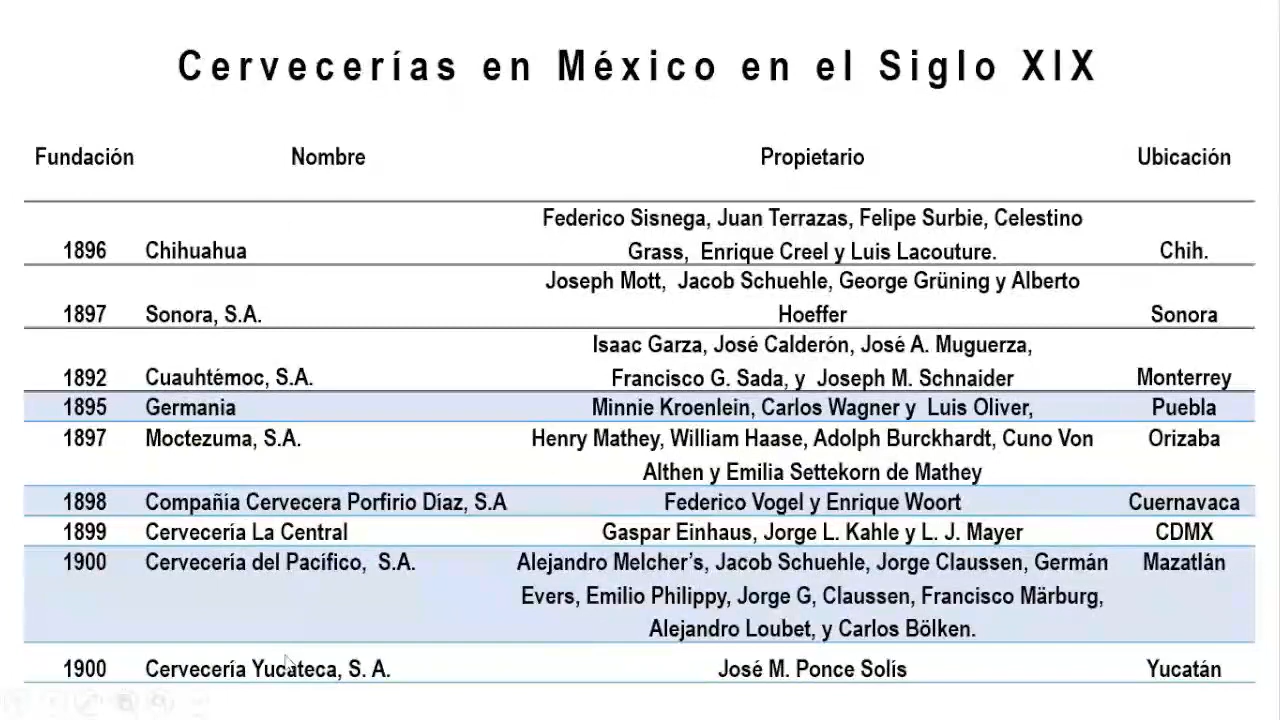 Cervecerías en México en el Siglo XIX
Fundación Nombre Propietario Ubicación
Federico Sisnega, Juan Terrazas, Felipe Surbie, Celestino
1896 Chihuahua Grass, Enrique Creel y Luis Lacouture. Chih.
Joseph Mott, Jacob Schuehle, George Grüning y Alberto
1897 Sonora, S.A. Hoeffer Sonora
Isaac Garza, José Calderón, José A. Muguerza,
1892 Cuauhtémoc, S.A. Francisco G. Sada, y Joseph M. Schnaider Monterrey
1895 Germania Minnie Kroenlein, Carlos Wagner y Luis Oliver, Puebla
1897 Moctezuma, S.A. Henry Mathey, William Haase, Adolph Burckhardt, Cuno Von Orizaba
Althen y Emilia Settekorn de Mathey
1898 Compañía Cervecera Porfirio Díaz, S.A Federico Vogel y Enrique Woort Cuernavaca
1899 Cervecería La Central Gaspar Einhaus, Jorge L. Kahle y L. J. Mayer CDMX
1900 Cervecería del Pacífico, S.A. Alejandro Melcher's, Jacob Schuehle, Jorge Claussen, Germán Mazatlán
Evers, Emilio Philippy, Jorge G, Claussen, Francisco Märburg,
Alejandro Loubet, y Carlos Bölken.
1900 Cervecería Yucateca, S. A. José M. Ponce Solís Yucatán